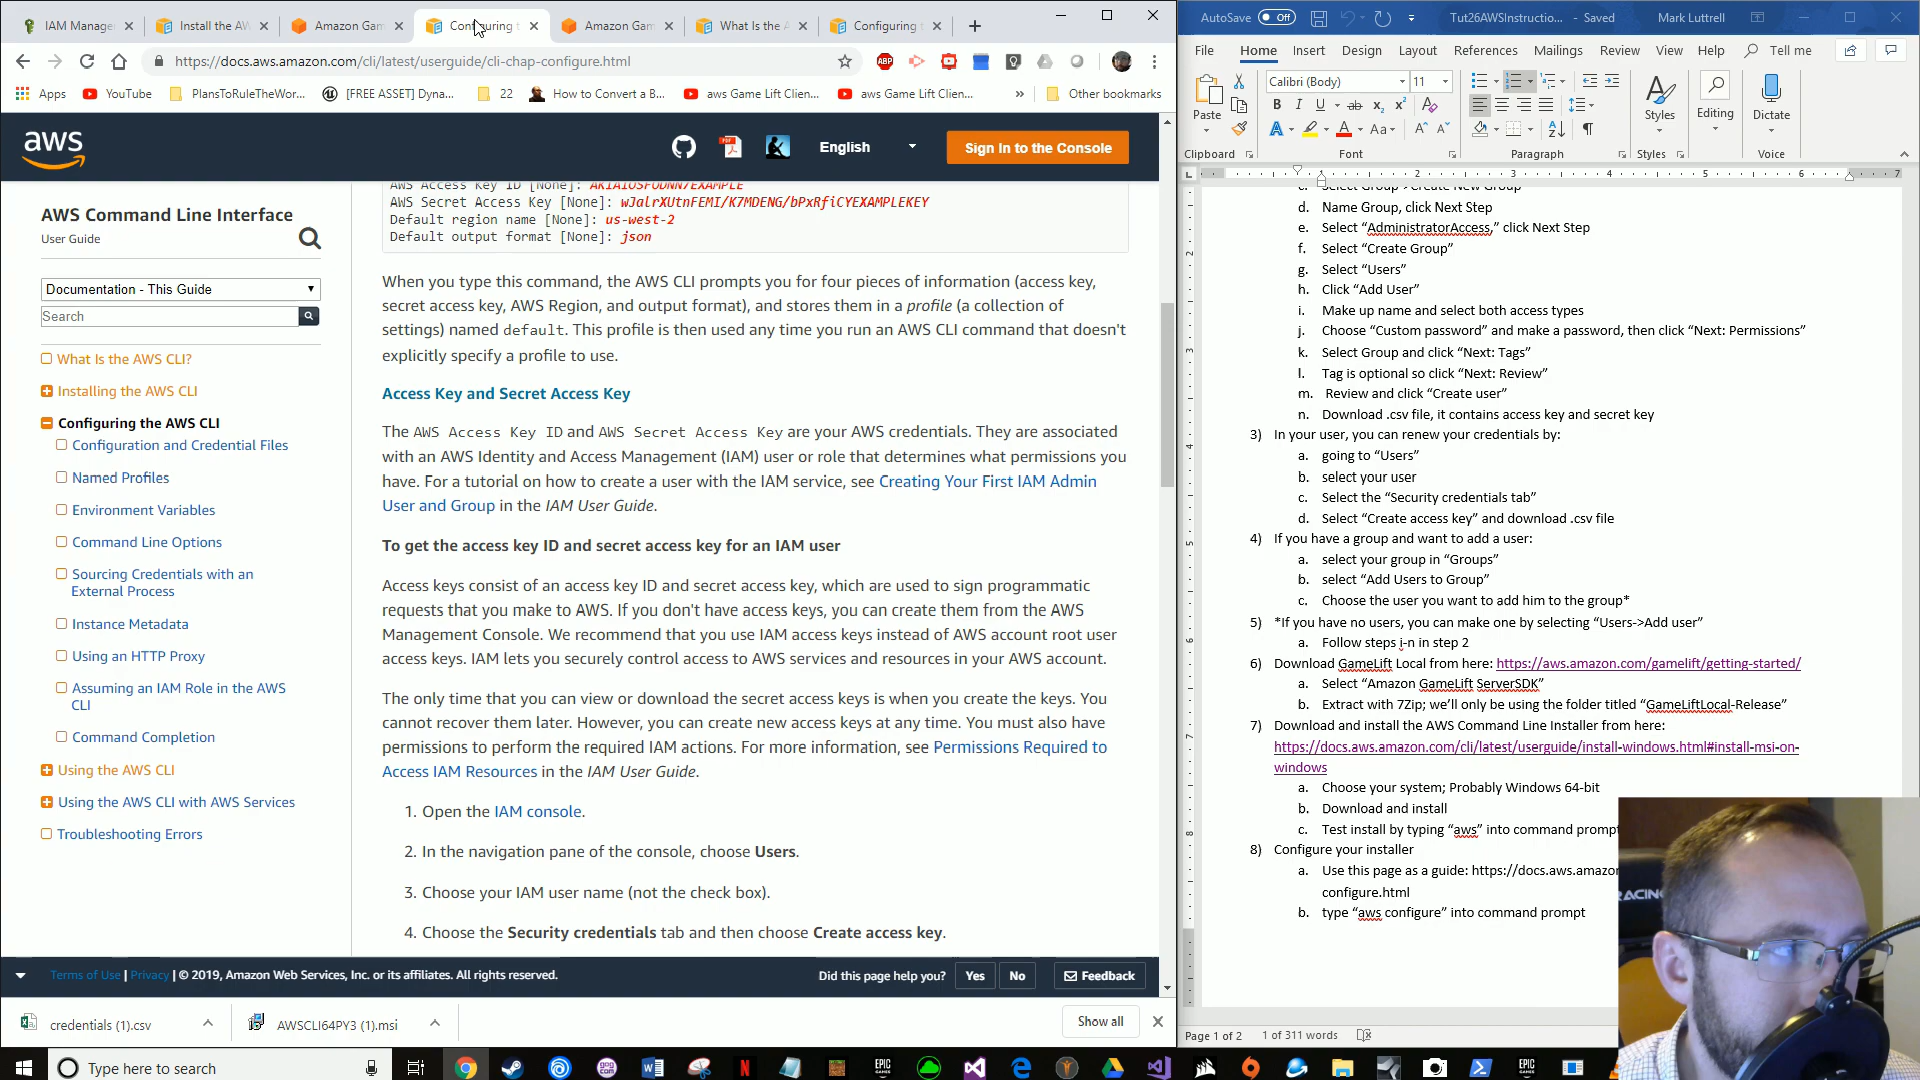 IAM Manage
Install the AW
Amazon Gam
Configuring t
Amazon Gam
What Is the A
Configuring t
https://docs.aws.amazon.com/cli/latest/userguide/cli-chap-configure.html
Apps
YouTube
PlansToRuleTheWor...
[FREE ASSET] Dyna...
22
How to Convert a B...
aws Game Lift Clien...
aws Game Lift Clien...
»
Other bookmarks
aws
English
Sign In to the Console
AWS Command Line Interface
User Guide
Documentation - This Guide
Search
What Is the AWS CLI?
Installing the AWS CLI
Configuring the AWS CLI
Configuration and Credential Files
Named Profiles
Environment Variables
Command Line Options
Sourcing Credentials with an
External Process
Instance Metadata
Using an HTTP Proxy
Assuming an IAM Role in the AWS
CLI
Command Completion
Using the AWS CLI
Using the AWS CLI with AWS Services
Troubleshooting Errors
AWS Access Key ID [None]: AKIAIOSFODNN7EXAMPLE
AWS Secret Access Key [None]: wJalrXUtnFEMI/K7MDENG/bPxRfiCYEXAMPLEKEY
Default region name [None]: us-west-2
Default output format [None]: json
When you type this command, the AWS CLI prompts you for four pieces of information (access key,
secret access key, AWS Region, and output format), and stores them in a profile (a collection of
settings) named default. This profile is then used any time you run an AWS CLI command that doesn't
explicitly specify a profile to use.
Access Key and Secret Access Key
The AWS Access Key ID and AWS Secret Access Key are your AWS credentials. They are associated
with an AWS Identity and Access Management (IAM) user or role that determines what permissions you
have. For a tutorial on how to create a user with the IAM service, see Creating Your First IAM Admin
User and Group in the IAM User Guide.
To get the access key ID and secret access key for an IAM user
Access keys consist of an access key ID and secret access key, which are used to sign programmatic
requests that you make to AWS. If you don't have access keys, you can create them from the AWS
Management Console. We recommend that you use IAM access keys instead of AWS account root user
access keys. IAM lets you securely control access to AWS services and resources in your AWS account.
The only time that you can view or download the secret access keys is when you create the keys. You
cannot recover them later. However, you can create new access keys at any time. You must also have
permissions to perform the required IAM actions. For more information, see Permissions Required to
Access IAM Resources in the IAM User Guide.
1. Open the IAM console.
2. In the navigation pane of the console, choose Users.
3. Choose your IAM user name (not the check box).
4. Choose the Security credentials tab and then choose Create access key.
Terms of Use | Privacy | © 2019, Amazon Web Services, Inc. or its affiliates. All rights reserved.
Did this page help you?
Yes
No
Feedback
credentials (1).csv
AWSCLI64PY3 (1).msi
Show all
Type here to search
AutoSave Off
Tut26AWSInstructio... - Saved
Mark Luttrell
File
Home
Insert
Design
Layout
References
Mailings
Review
View
Help
Tell me
Paste
Calibri (Body)
11
Styles
Editing
Dictate
Clipboard
Font
Paragraph
Styles
Voice
c. Select Group->Create New Group
d. Name Group, click Next Step
e. Select “AdministratorAccess,” click Next Step
f. Select “Create Group”
g. Select “Users”
h. Click “Add User”
i. Make up name and select both access types
j. Choose “Custom password” and make a password, then click “Next: Permissions”
k. Select Group and click “Next: Tags”
l. Tag is optional so click “Next: Review”
m. Review and click “Create user”
n. Download .csv file, it contains access key and secret key
3) In your user, you can renew your credentials by:
a. going to “Users”
b. select your user
c. Select the “Security credentials tab”
d. Select “Create access key” and download .csv file
4) If you have a group and want to add a user:
a. select your group in “Groups”
b. select “Add Users to Group”
c. Choose the user you want to add him to the group*
5) *If you have no users, you can make one by selecting “Users->Add user”
a. Follow steps i-n in step 2
6) Download GameLift Local from here: https://aws.amazon.com/gamelift/getting-started/
a. Select “Amazon GameLift ServerSDK”
b. Extract with 7Zip; we’ll only be using the folder titled “GameLiftLocal-Release”
7) Download and install the AWS Command Line Installer from here:
https://docs.aws.amazon.com/cli/latest/userguide/install-windows.html#install-msi-on-
windows
a. Choose your system; Probably Windows 64-bit
b. Download and install
c. Test install by typing “aws” into command prompt
8) Configure your installer
a. Use this page as a guide: https://docs.aws.amazon
configure.html
b. type “aws configure” into command prompt
Page 1 of 2
1 of 311 words
RACING